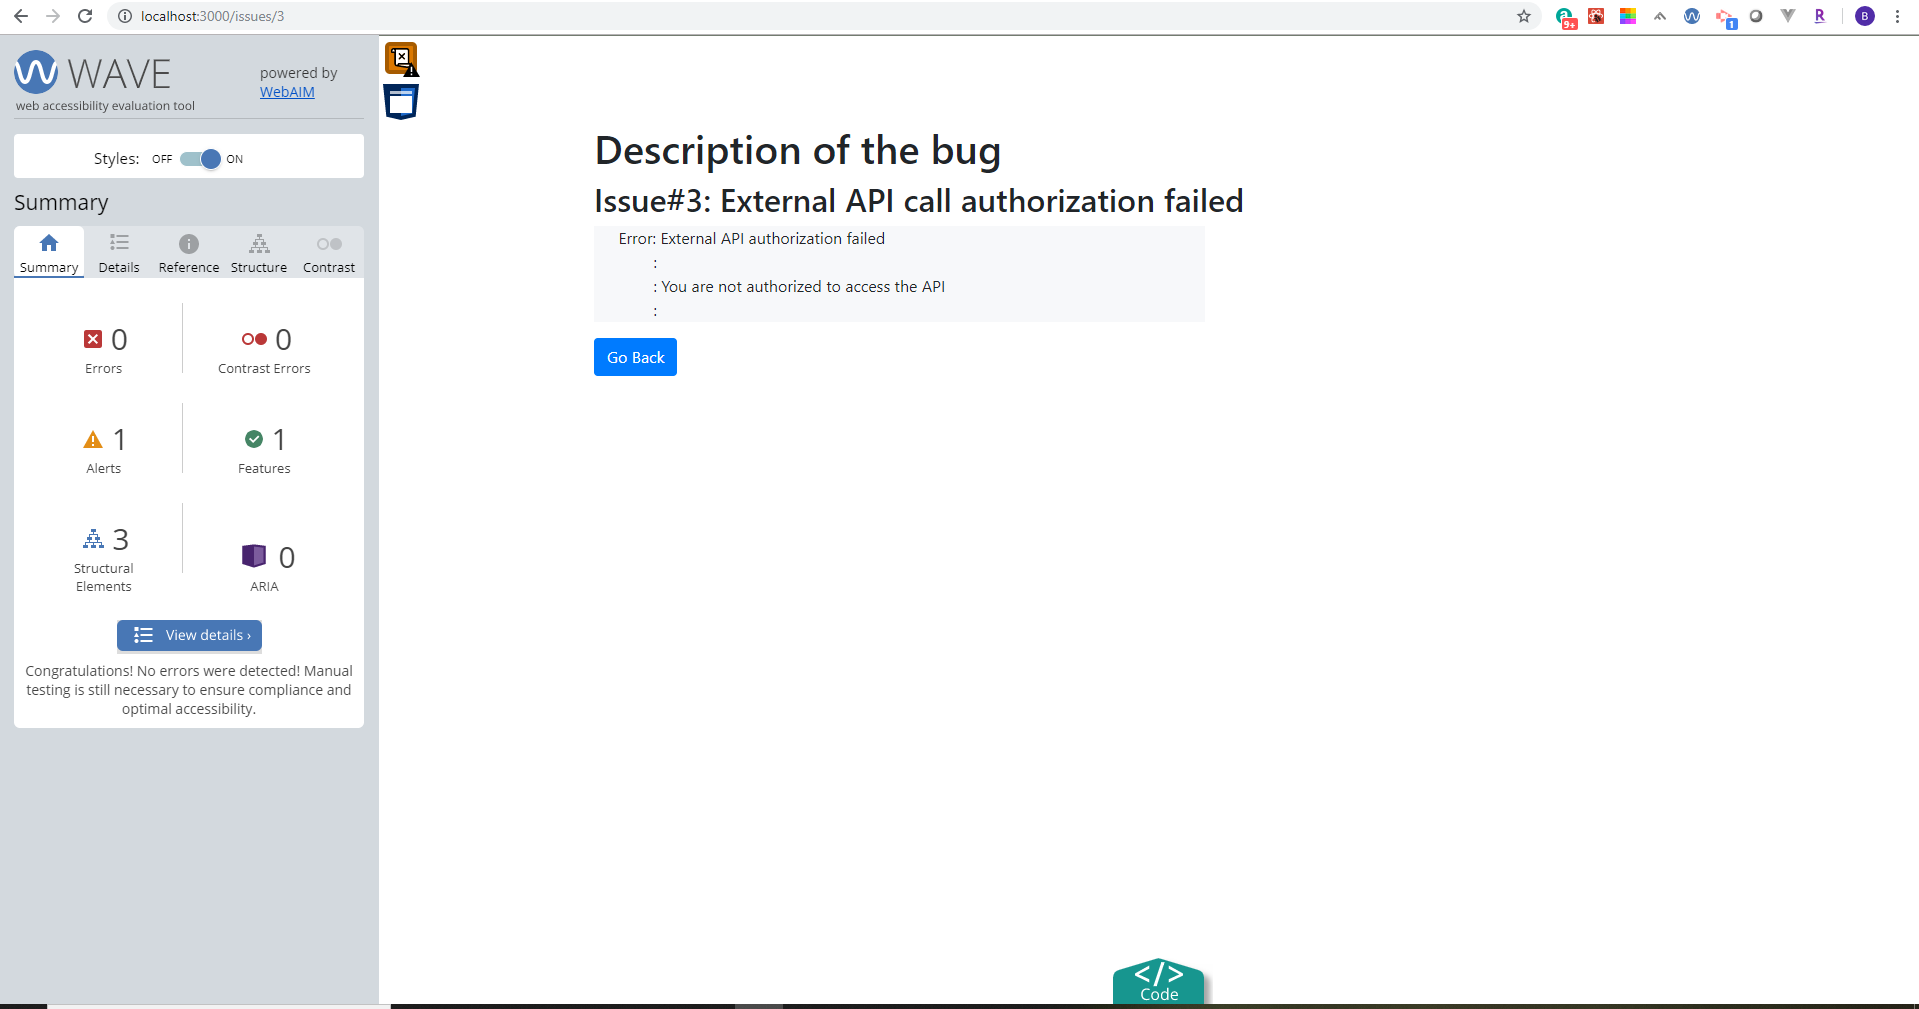 localhost:3000/issues/3
9+
1
R
B
WAVE
powered by
WebAIM
web accessibility evaluation tool
Styles: OFF ON
Summary
Summary Details Reference Structure Contrast
0 0
Errors Contrast Errors
1 1
Alerts Features
3 0
Structural
Elements ARIA
View details ›
Congratulations! No errors were detected! Manual
testing is still necessary to ensure compliance and
optimal accessibility.
Description of the bug
Issue#3: External API call authorization failed
Error: External API authorization failed
:
: You are not authorized to access the API
:
Go Back
</>
Code